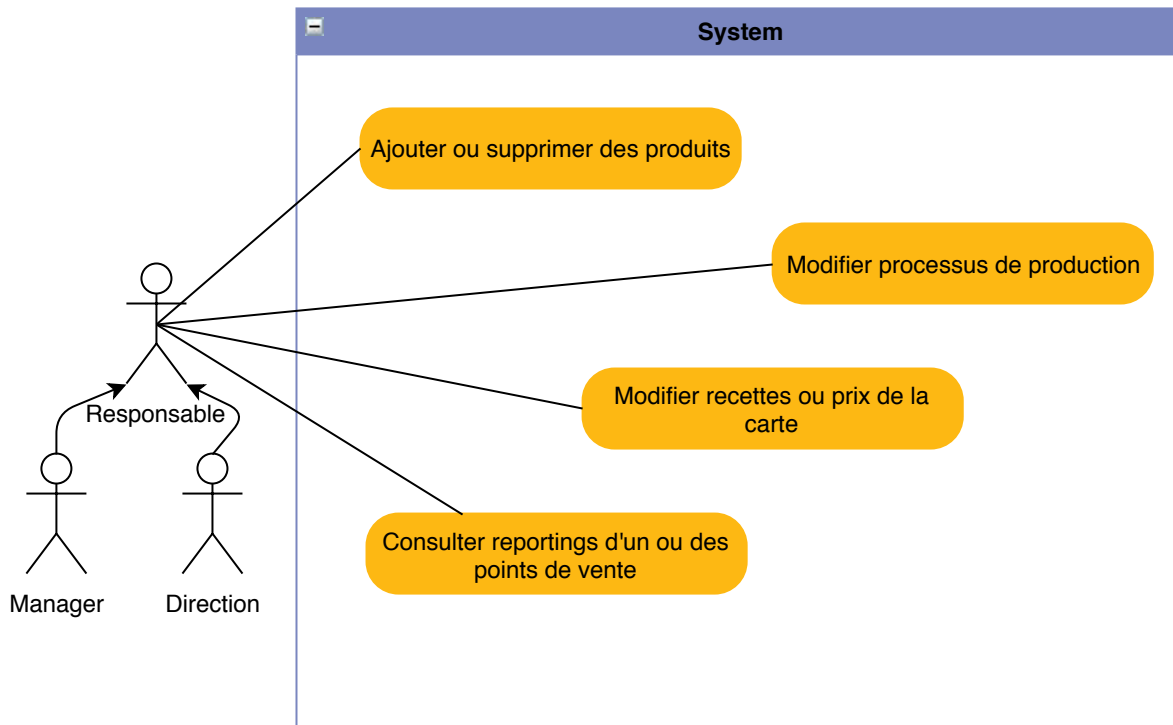 System
Ajouter ou supprimer des produits
Modifier processus de production
Modifier recettes ou prix de la
carte
Responsable
Consulter reportings d'un ou des
points de vente
Manager
Direction